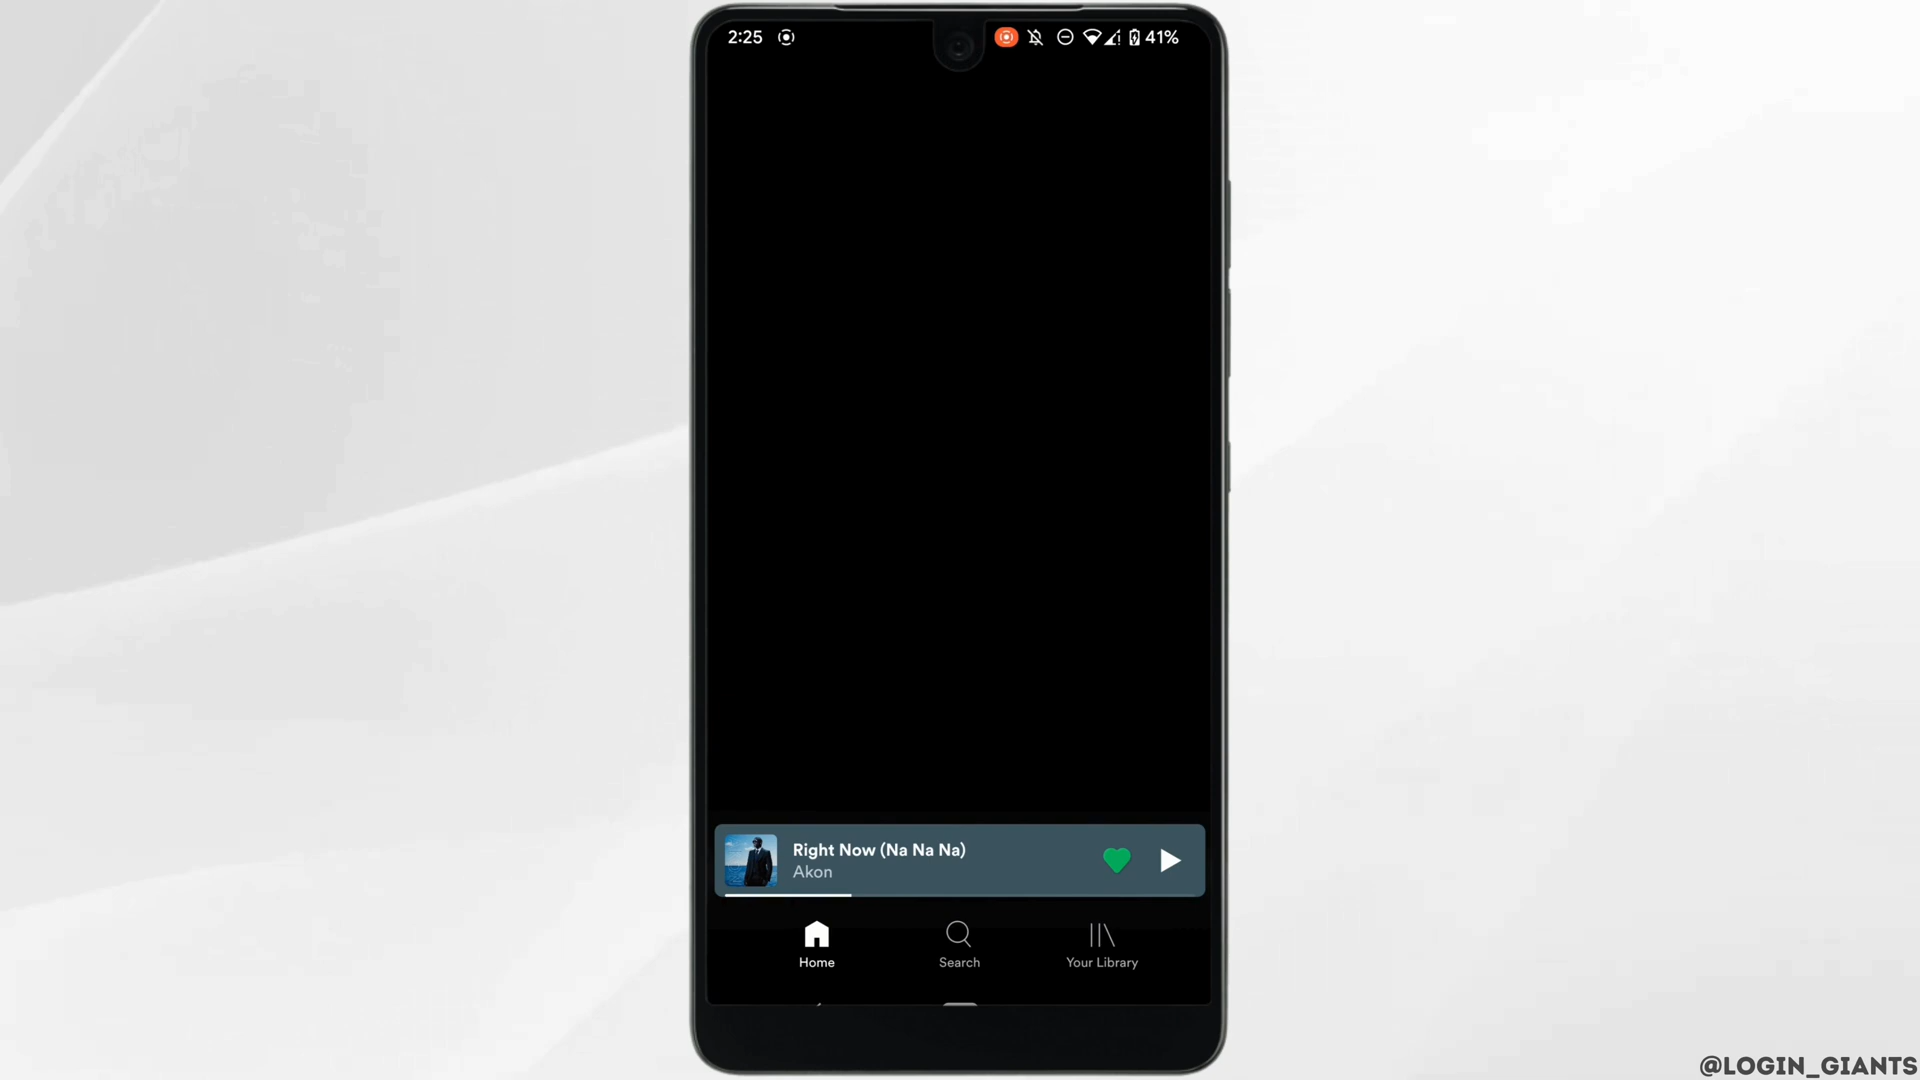 2:25
41%
Right Now (Na Na Na)
Akon
Home
Search
Your Library
@LOGIN_GIANTS